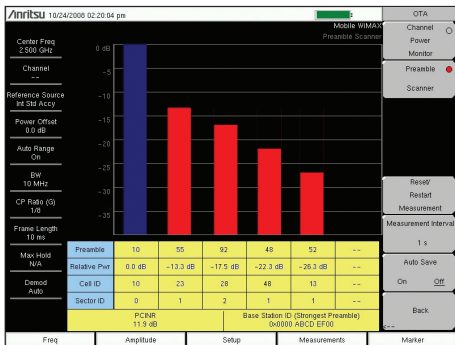 Anritsu 10/24/2008 02:20:04 pm
Mobile WiMAX
Preamble Scanner
OTA
Center Freq
2.500 GHz
Channel
--
Reference Source
Int Std Accy
Power Offset
0.0 dB
Auto Range
On
BW
10 MHz
CP Ratio (G)
1/8
Frame Length
10 ms
Max Hold
N/A
Demod
Auto
0 dB
-5
-10
-15
-20
-25
-30
-35
Preamble 10 55 92 48 52 --
Relative Pwr 0.0 dB -13.3 dB -17.5 dB -22.3 dB -26.3 dB --
Cell ID 10 23 28 48 13 --
Sector ID 0 1 2 1 1 --
PCINR
11.9 dB
Base Station ID (Strongest Preamble)
0x0000 ABCD EF00
Channel
Power
Monitor
Preamble
Scanner
Reset/
Restart
Measurement
Measurement Interval
1 s
Auto Save
On Off
Back
Freq Amplitude Setup Measurements Marker